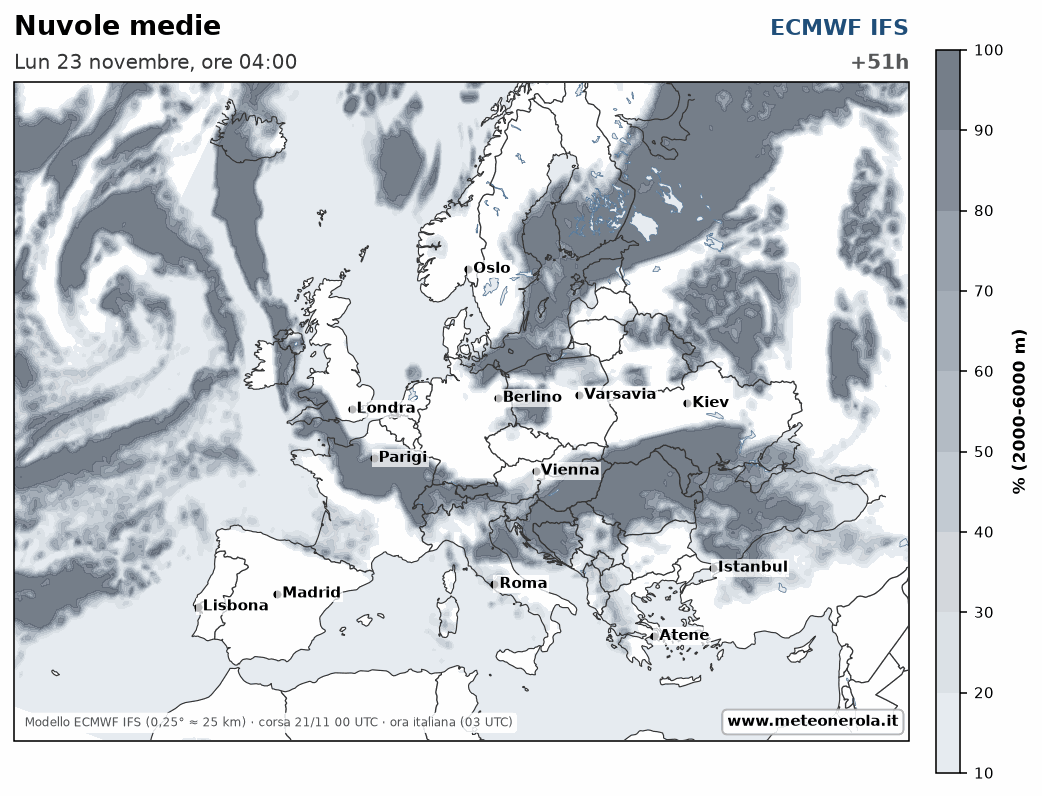 Nuvole medie
ECMWF IFS
Lun 23 novembre, ore 04:00
+51h
Oslo
Londra
Berlino
Varsavia
Kiev
Parigi
Vienna
Istanbul
Roma
Madrid
Lisbona
Atene
Modello ECMWF IFS (0,25° ≈ 25 km) · corsa 21/11 00 UTC · ora italiana (03 UTC)
www.meteonerola.it
100
90
80
70
60
50
40
30
20
10
% (2000-6000 m)